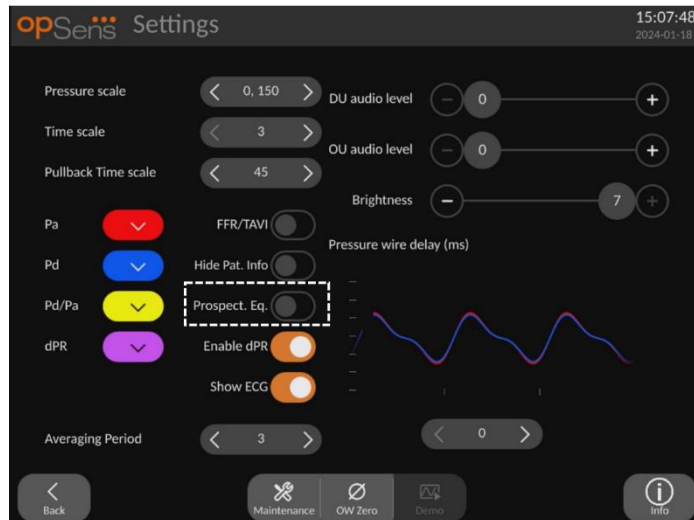 opSens Settings
15:07:48
2024-01-18
Pressure scale
0, 150
Time scale
3
Pullback Time scale
45
DU audio level
0
OU audio level
0
Brightness
7
Pa
Pd
Pd/Pa
dPR
FFR/TAVI
Hide Pat. Info
Prospect. Eq.
Enable dPR
Show ECG
Pressure wire delay (ms)
0
Averaging Period
3
Back
Maintenance
OW Zero
Demo
Info